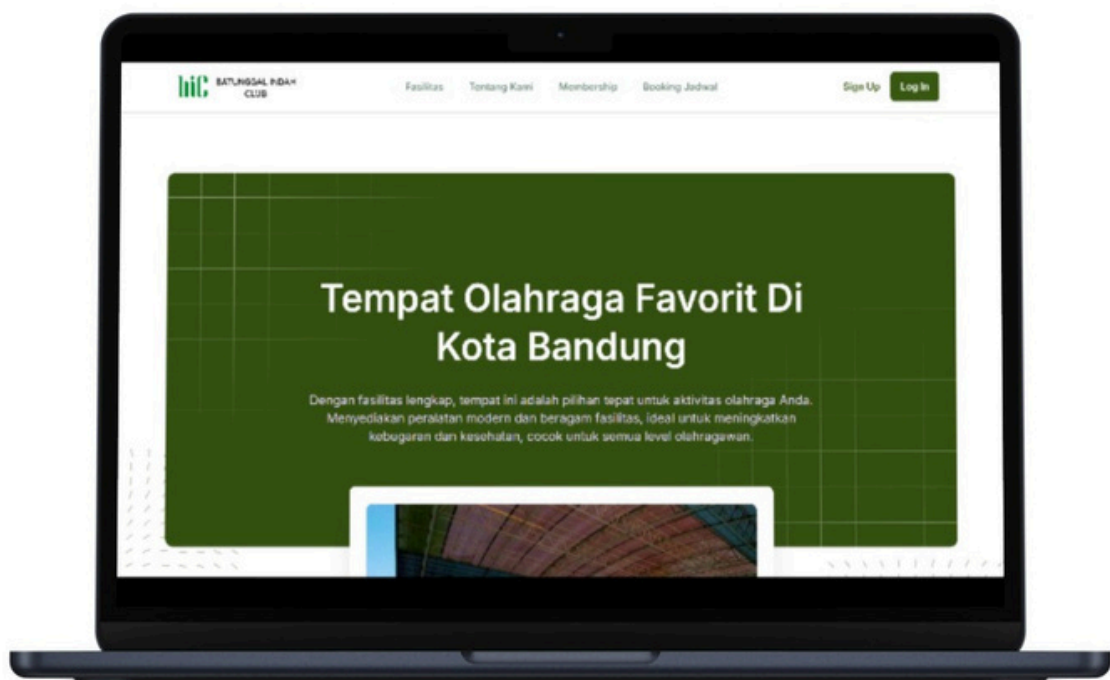 bic BATUNGGAL INDAH
CLUB
Fasilitas Tentang Kami Membership Booking Jadwal Sign Up Log In
Tempat Olahraga Favorit Di
Kota Bandung
Dengan fasilitas lengkap, tempat ini adalah pilihan tepat untuk aktivitas olahraga Anda.
Menyediakan peralatan modern dan beragam fasilitas, ideal untuk meningkatkan
kebugaran dan kesehatan, cocok untuk semua level olahragawan.